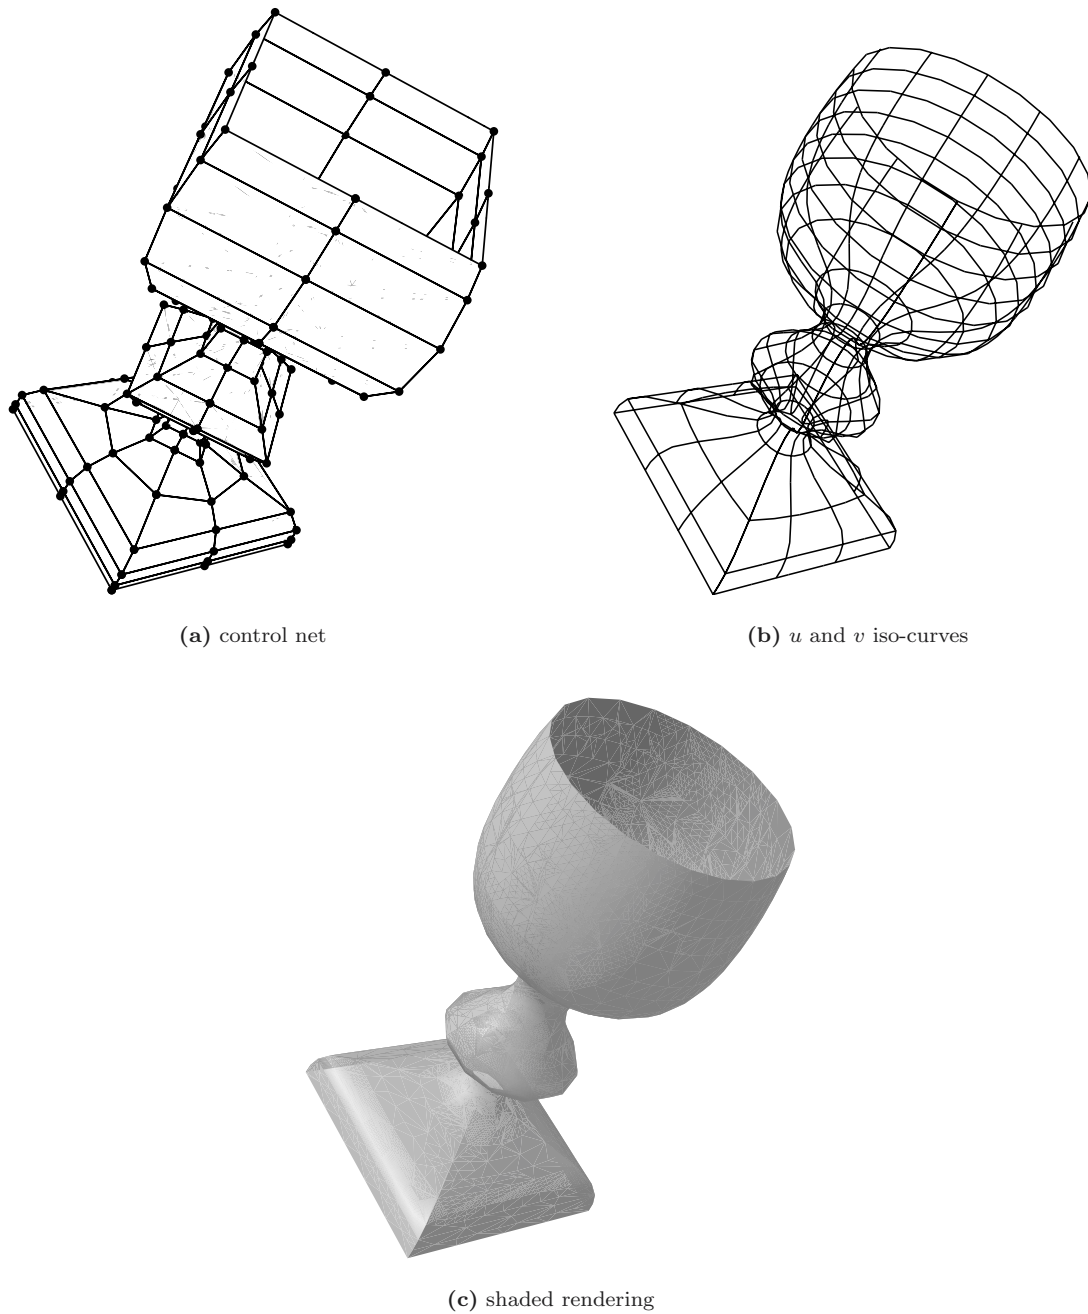 (a) control net
(b) u and v iso-curves
(c) shaded rendering